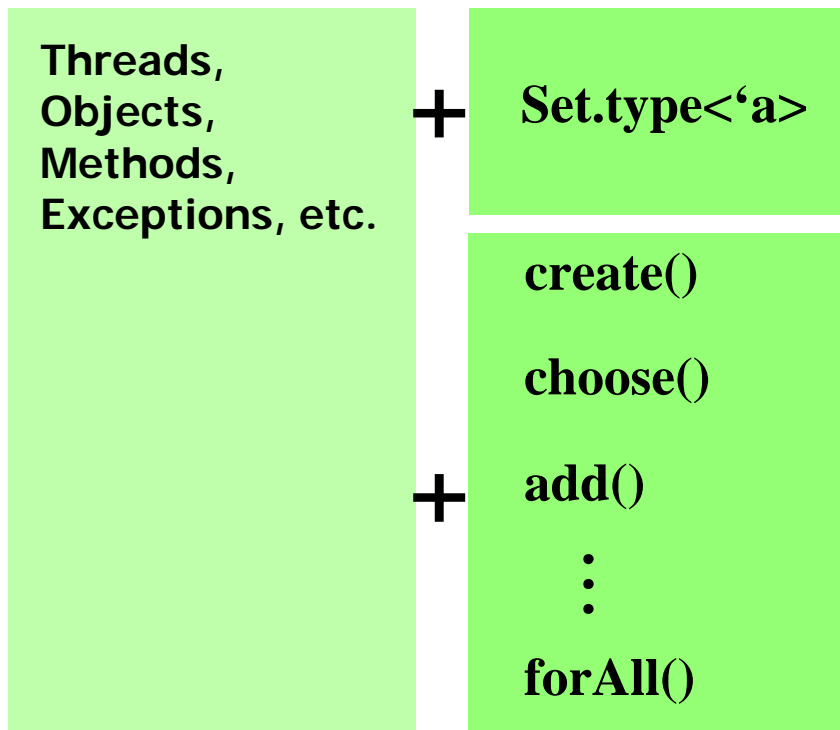 Threads,
Objects,
Methods,
Exceptions, etc.
+
Set.type<‘a>
+
create()
choose()
add()
⋮
forAll()